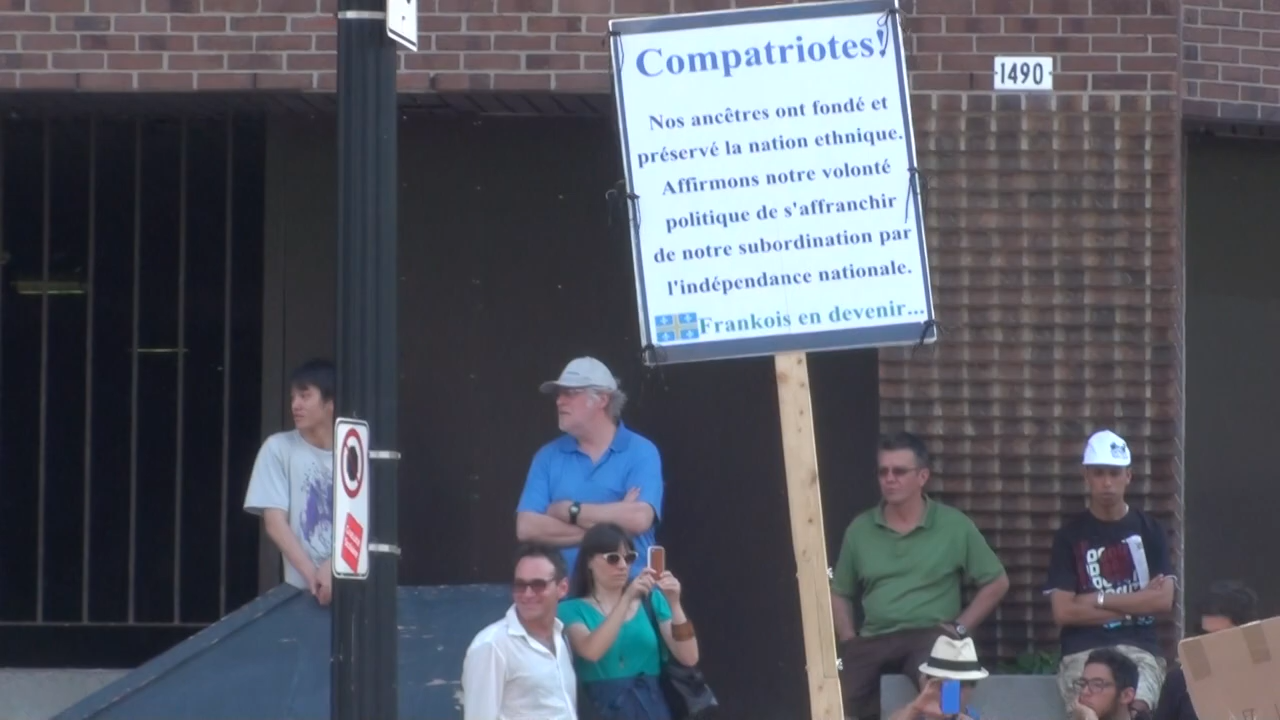 Compatriotes!
Nos ancêtres ont fondé et
préservé la nation ethnique.
Affirmons notre volonté
politique de s'affranchir
de notre subordination par
l'indépendance nationale.
Frankois en devenir...
1490